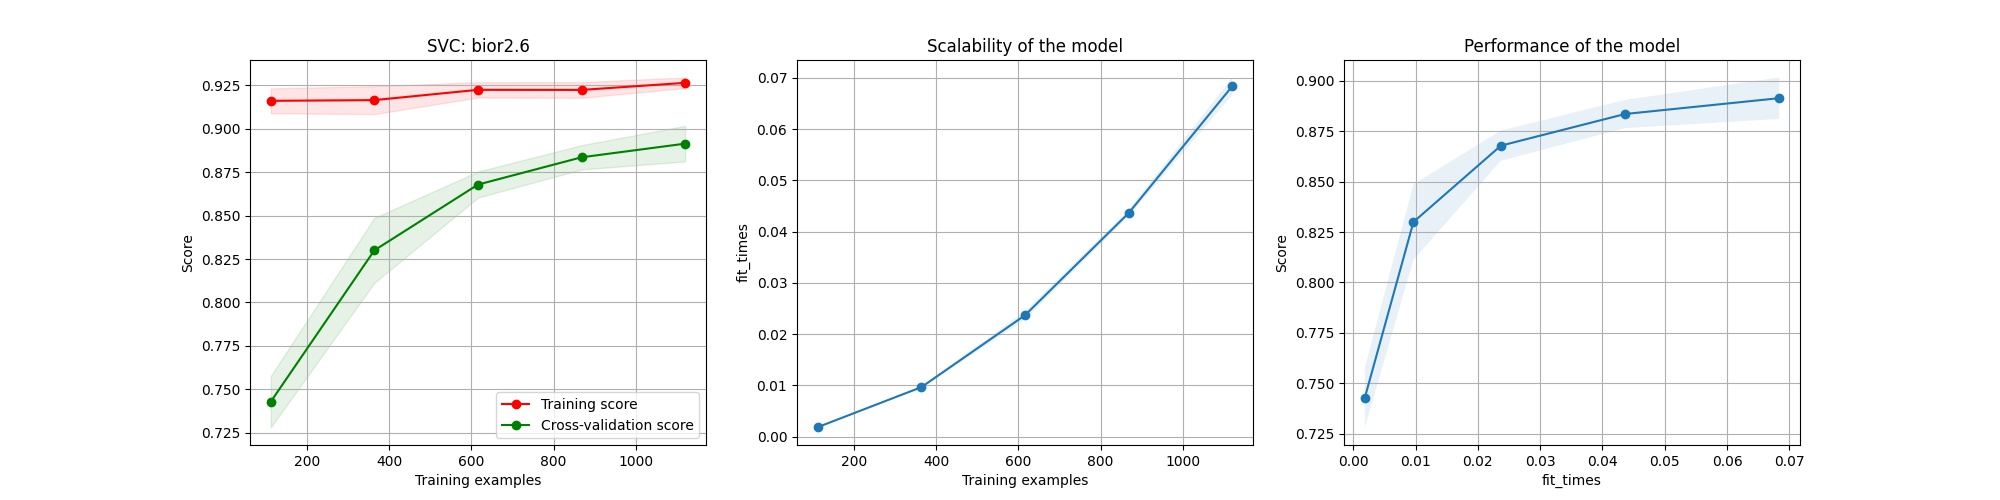 SVC: bior2.6
Score
0.925
0.900
0.875
0.850
0.825
0.800
0.775
0.750
0.725
Training score
Cross-validation score
200 400 600 800 1000
Training examples
Scalability of the model
fit_times
0.07
0.06
0.05
0.04
0.03
0.02
0.01
0.00
200 400 600 800 1000
Training examples
Performance of the model
Score
0.900
0.875
0.850
0.825
0.800
0.775
0.750
0.725
0.00 0.01 0.02 0.03 0.04 0.05 0.06 0.07
fit_times